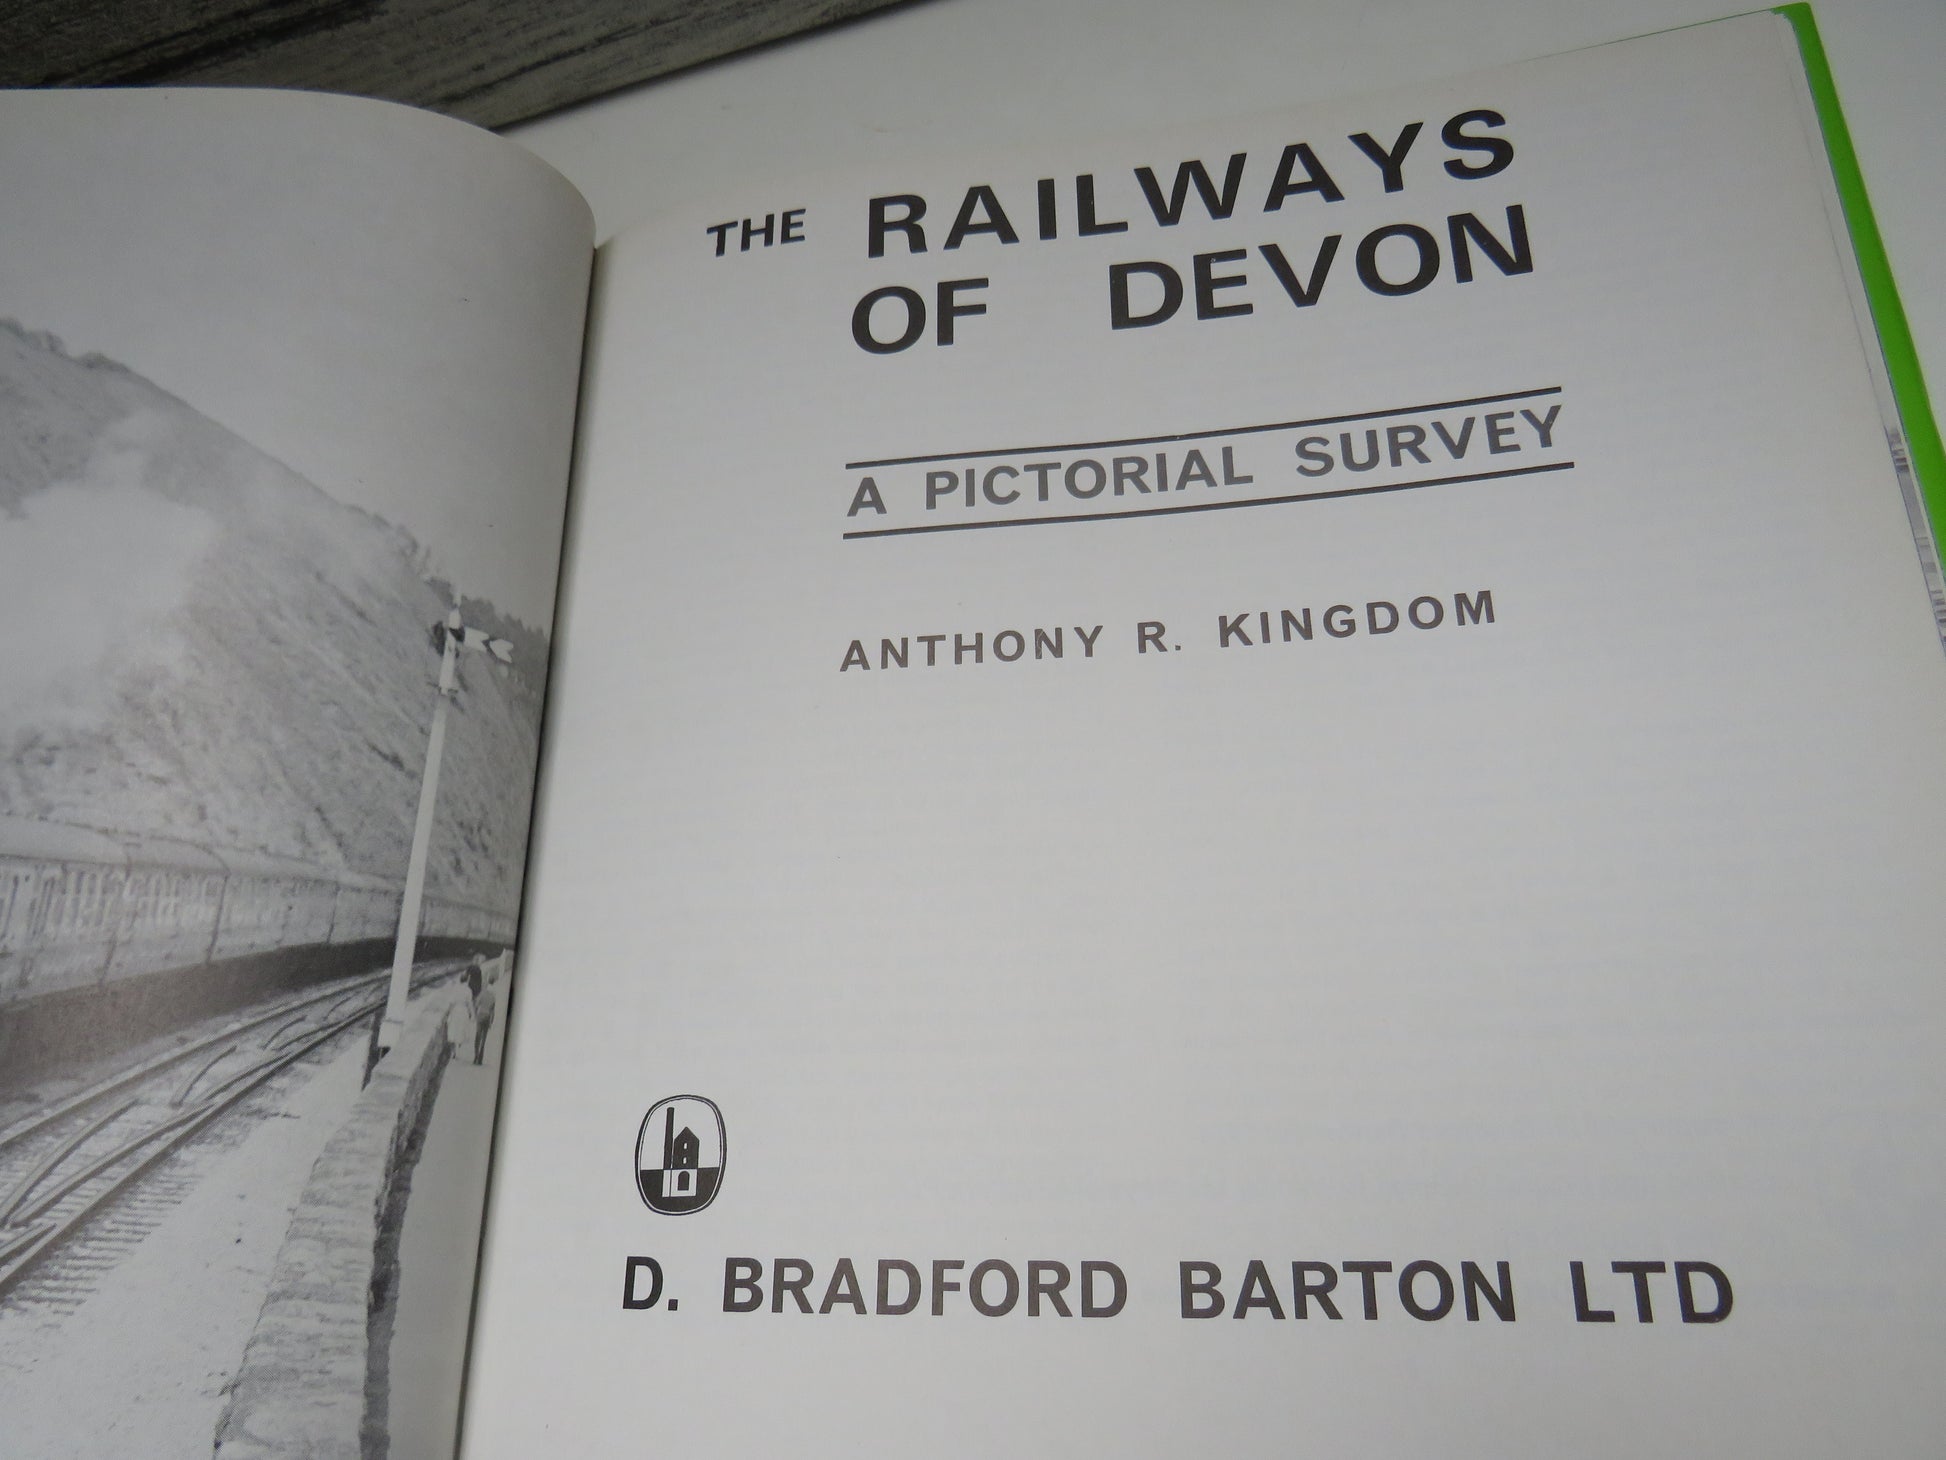 THE RAILWAYS
OF DEVON
A PICTORIAL SURVEY
ANTHONY R. KINGDOM
D. BRADFORD BARTON LTD